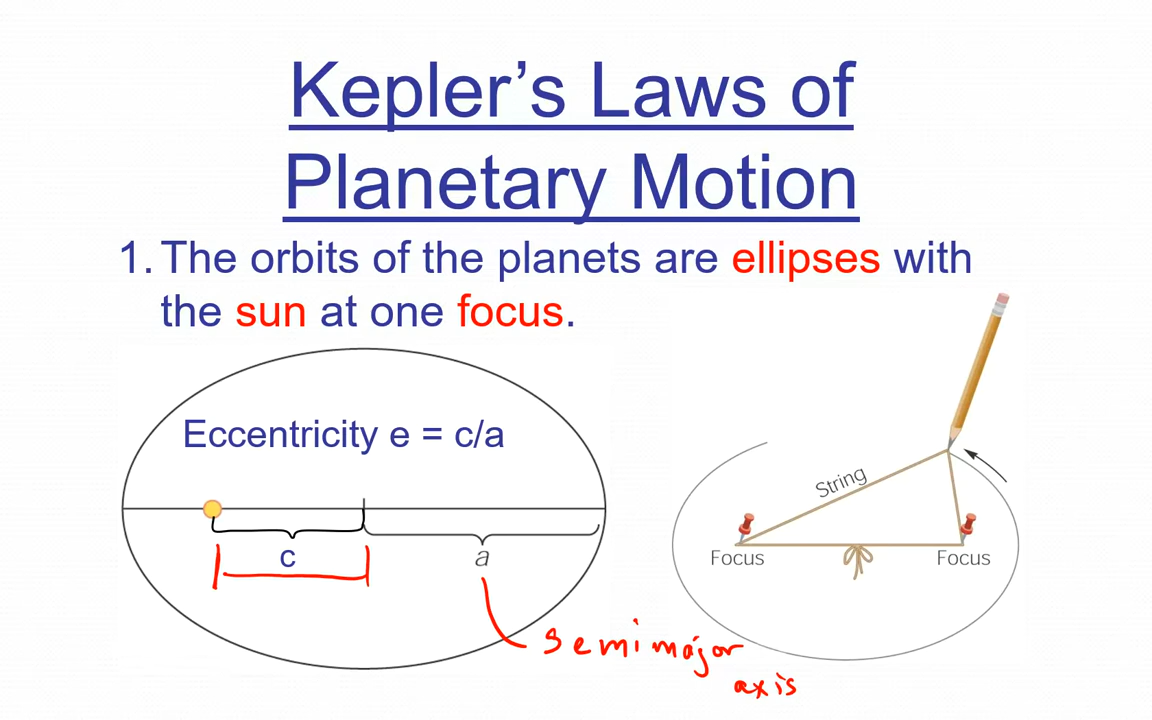 Kepler’s Laws of
Planetary Motion
1. The orbits of the planets are ellipses with
the sun at one focus.
Eccentricity e = c/a
c
a
semimajor
axis
String
Focus
Focus